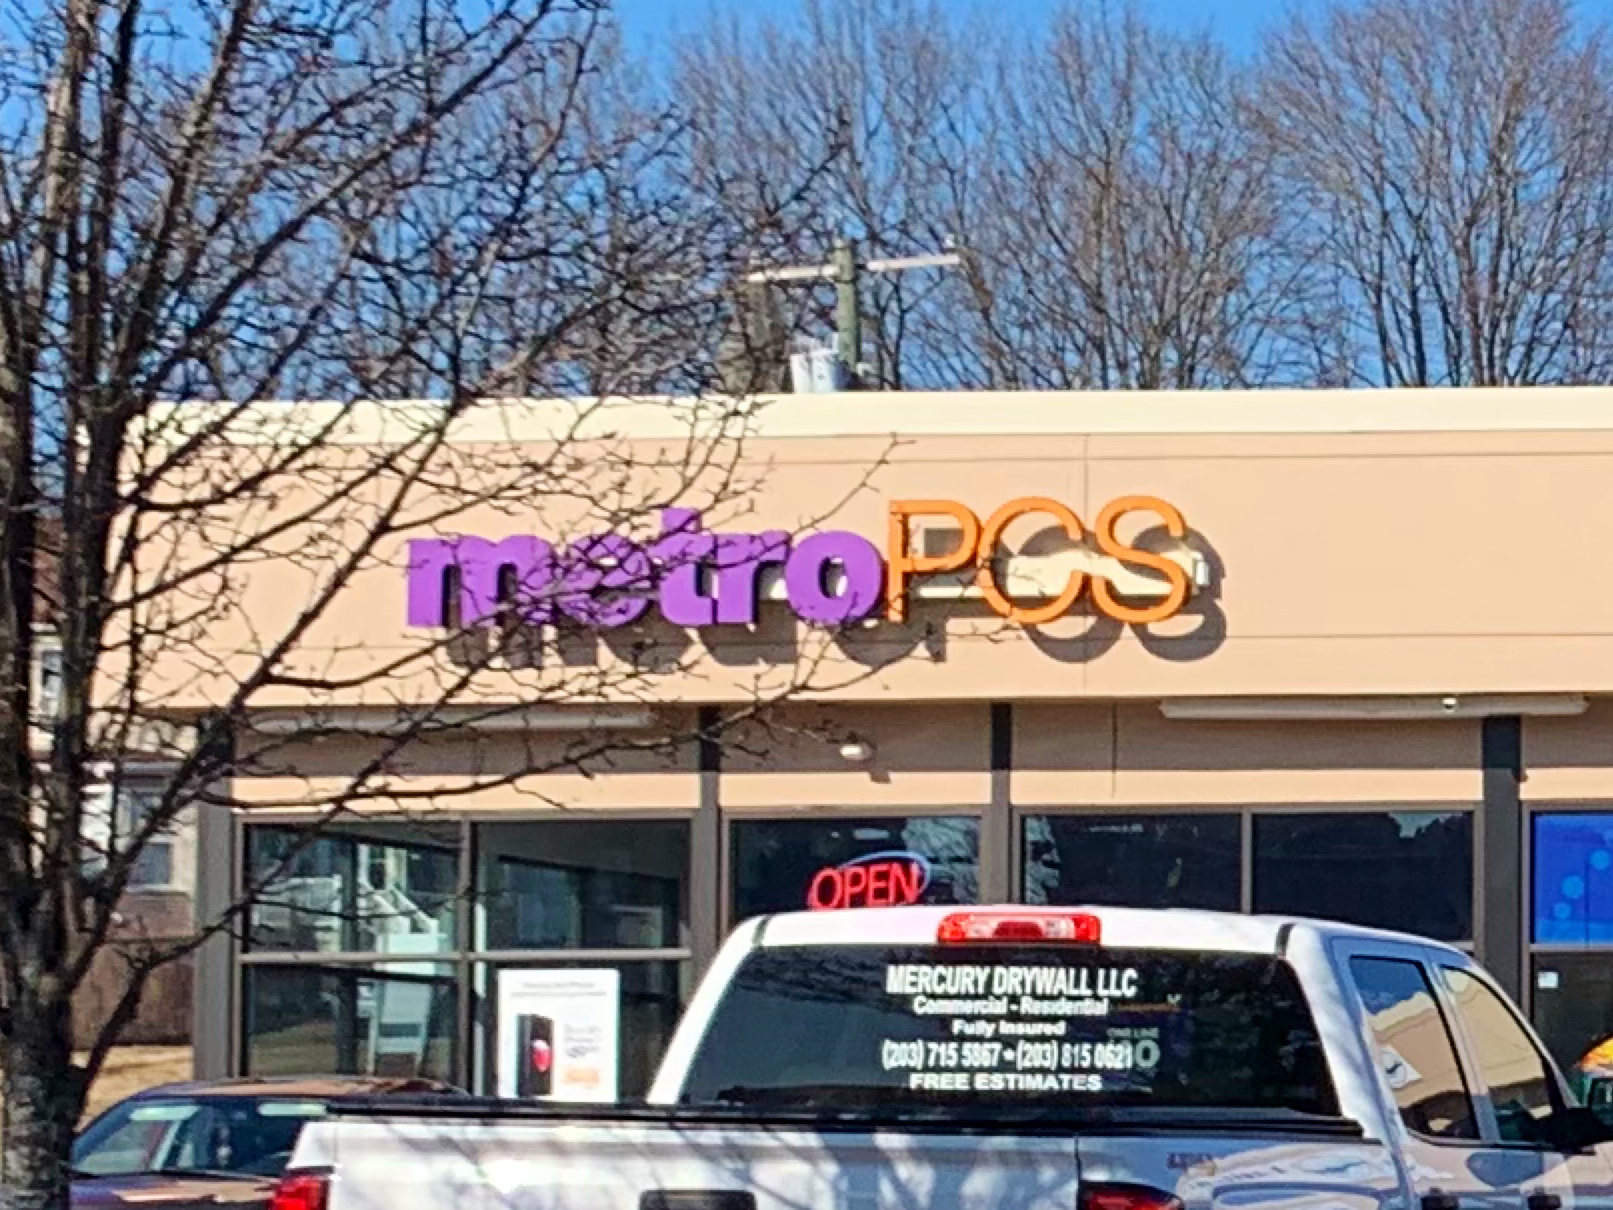 metroPCS
OPEN
MERCURY DRYWALL LLC
Commercial - Residential
Fully Insured
(203) 715 5867 • (203) 815 0621
FREE ESTIMATES